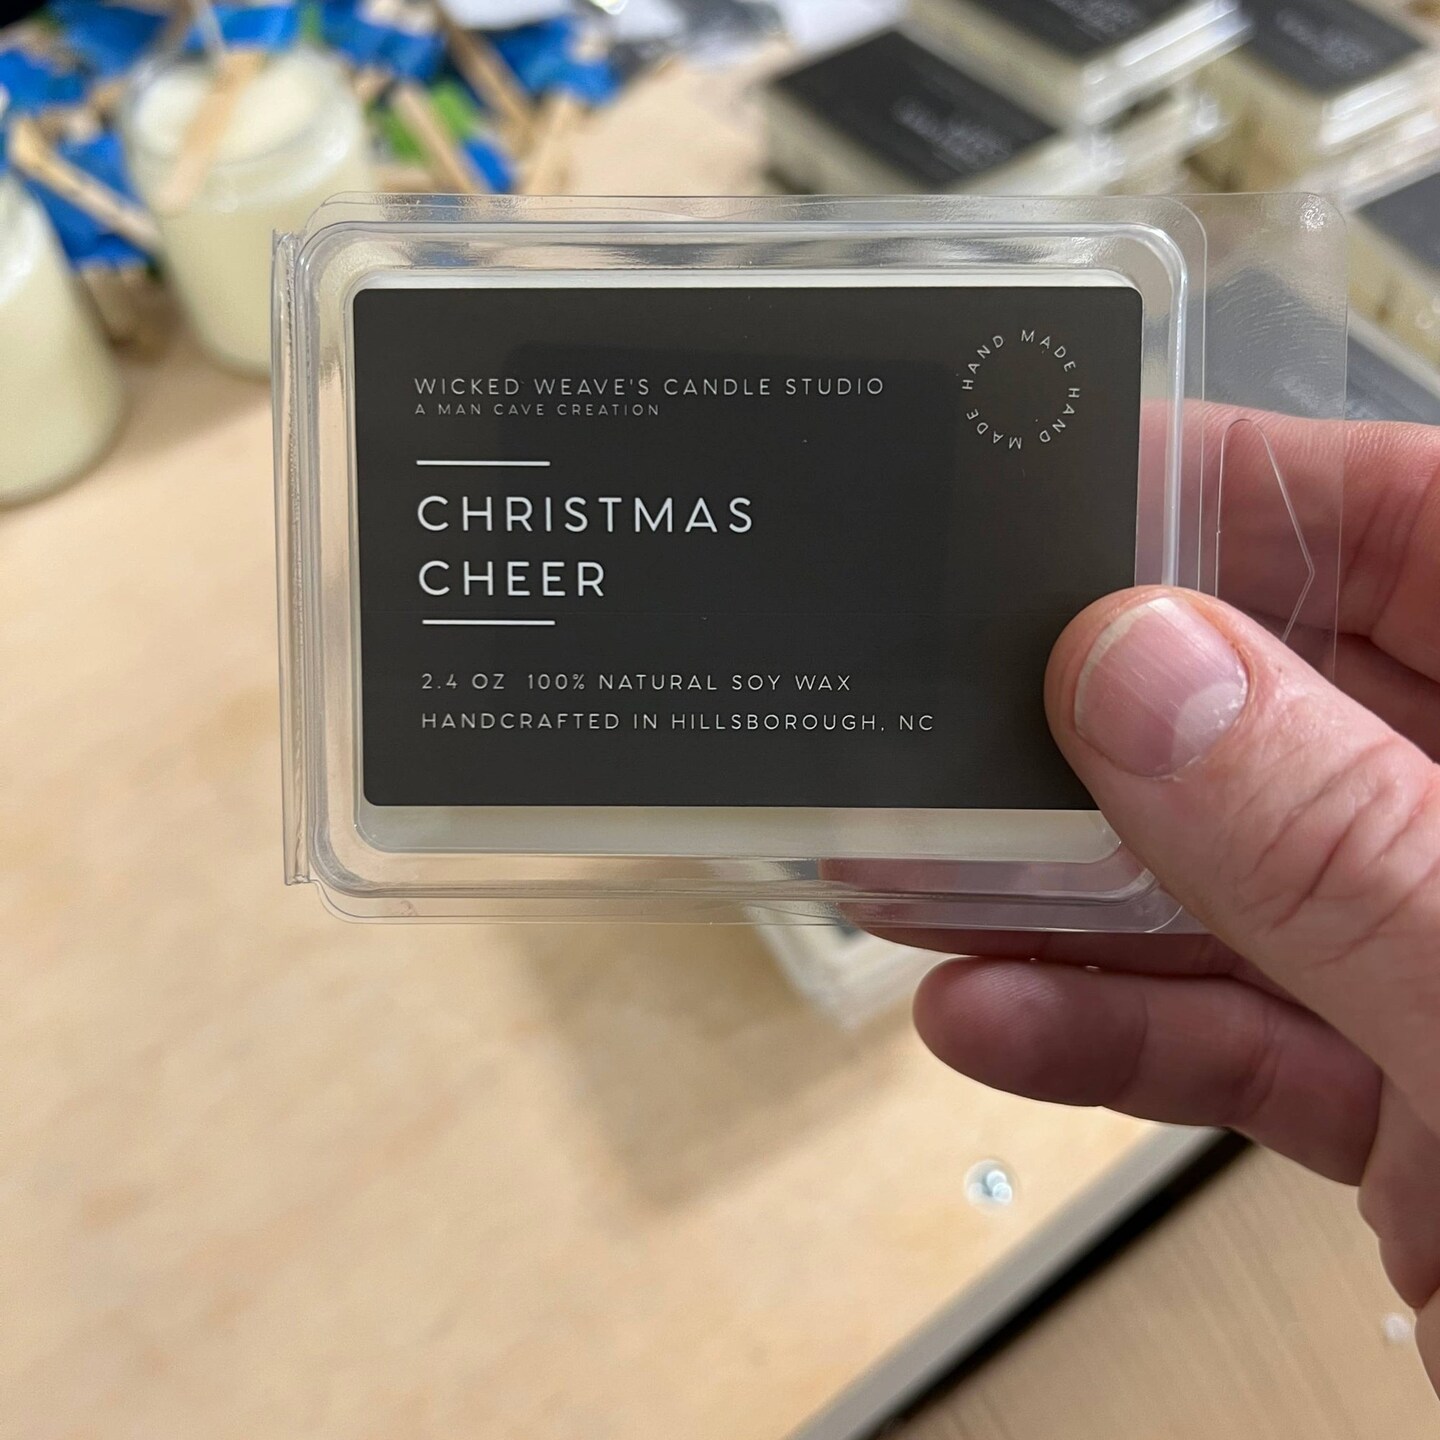 WICKED WEAVE'S CANDLE STUDIO
A MAN CAVE CREATION
HAND MADE HAND MADE
CHRISTMAS
CHEER
2.4 OZ 100% NATURAL SOY WAX
HANDCRAFTED IN HILLSBOROUGH, NC